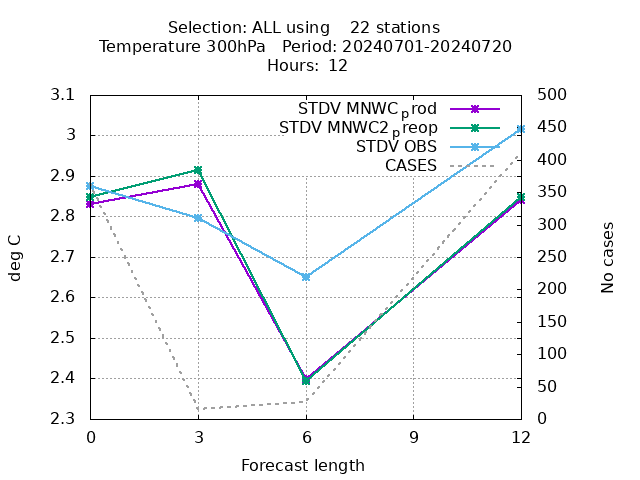 Selection: ALL using 22 stations
Temperature 300hPa Period: 20240701-20240720
Hours: 12
STDV MNWC_prod
STDV MNWC2_preop
STDV OBS
CASES
deg C
3.1
3
2.9
2.8
2.7
2.6
2.5
2.4
2.3
500
450
400
350
300
250
200
150
100
50
0
No cases
0 3 6 9 12
Forecast length